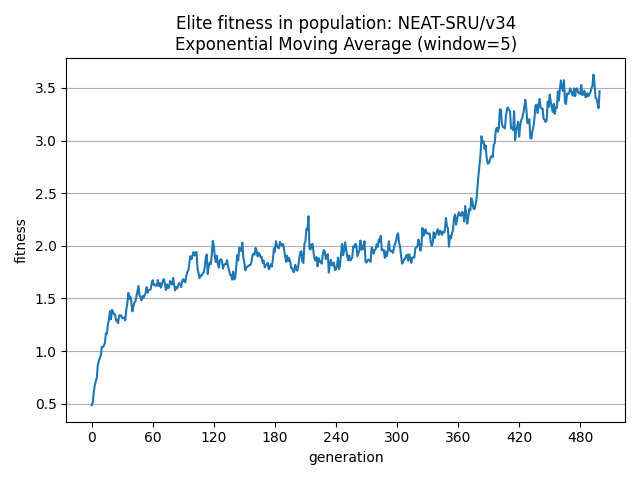 Elite fitness in population: NEAT-SRU/v34
Exponential Moving Average (window=5)
3.5
3.0
2.5
2.0
1.5
1.0
0.5
fitness
0 60 120 180 240 300 360 420 480
generation